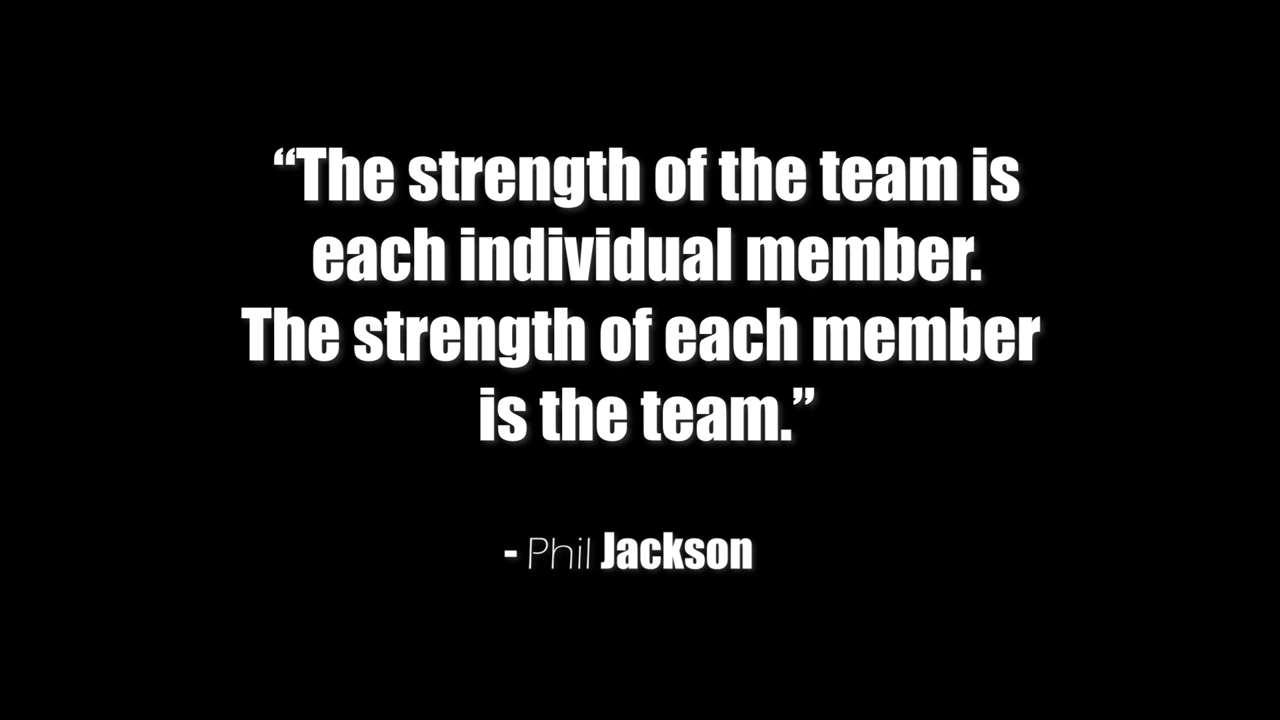 “The strength of the team is
each individual member.
The strength of each member
is the team.”
- Phil Jackson